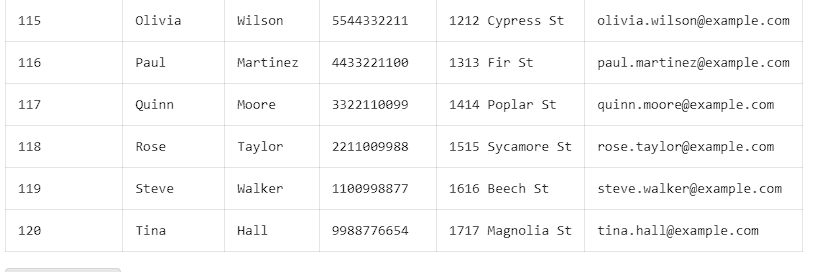 115 Olivia Wilson 5544332211 1212 Cypress St olivia.wilson@example.com
116 Paul Martinez 4433221100 1313 Fir St paul.martinez@example.com
117 Quinn Moore 3322110099 1414 Poplar St quinn.moore@example.com
118 Rose Taylor 2211009988 1515 Sycamore St rose.taylor@example.com
119 Steve Walker 1100998877 1616 Beech St steve.walker@example.com
120 Tina Hall 9988776654 1717 Magnolia St tina.hall@example.com